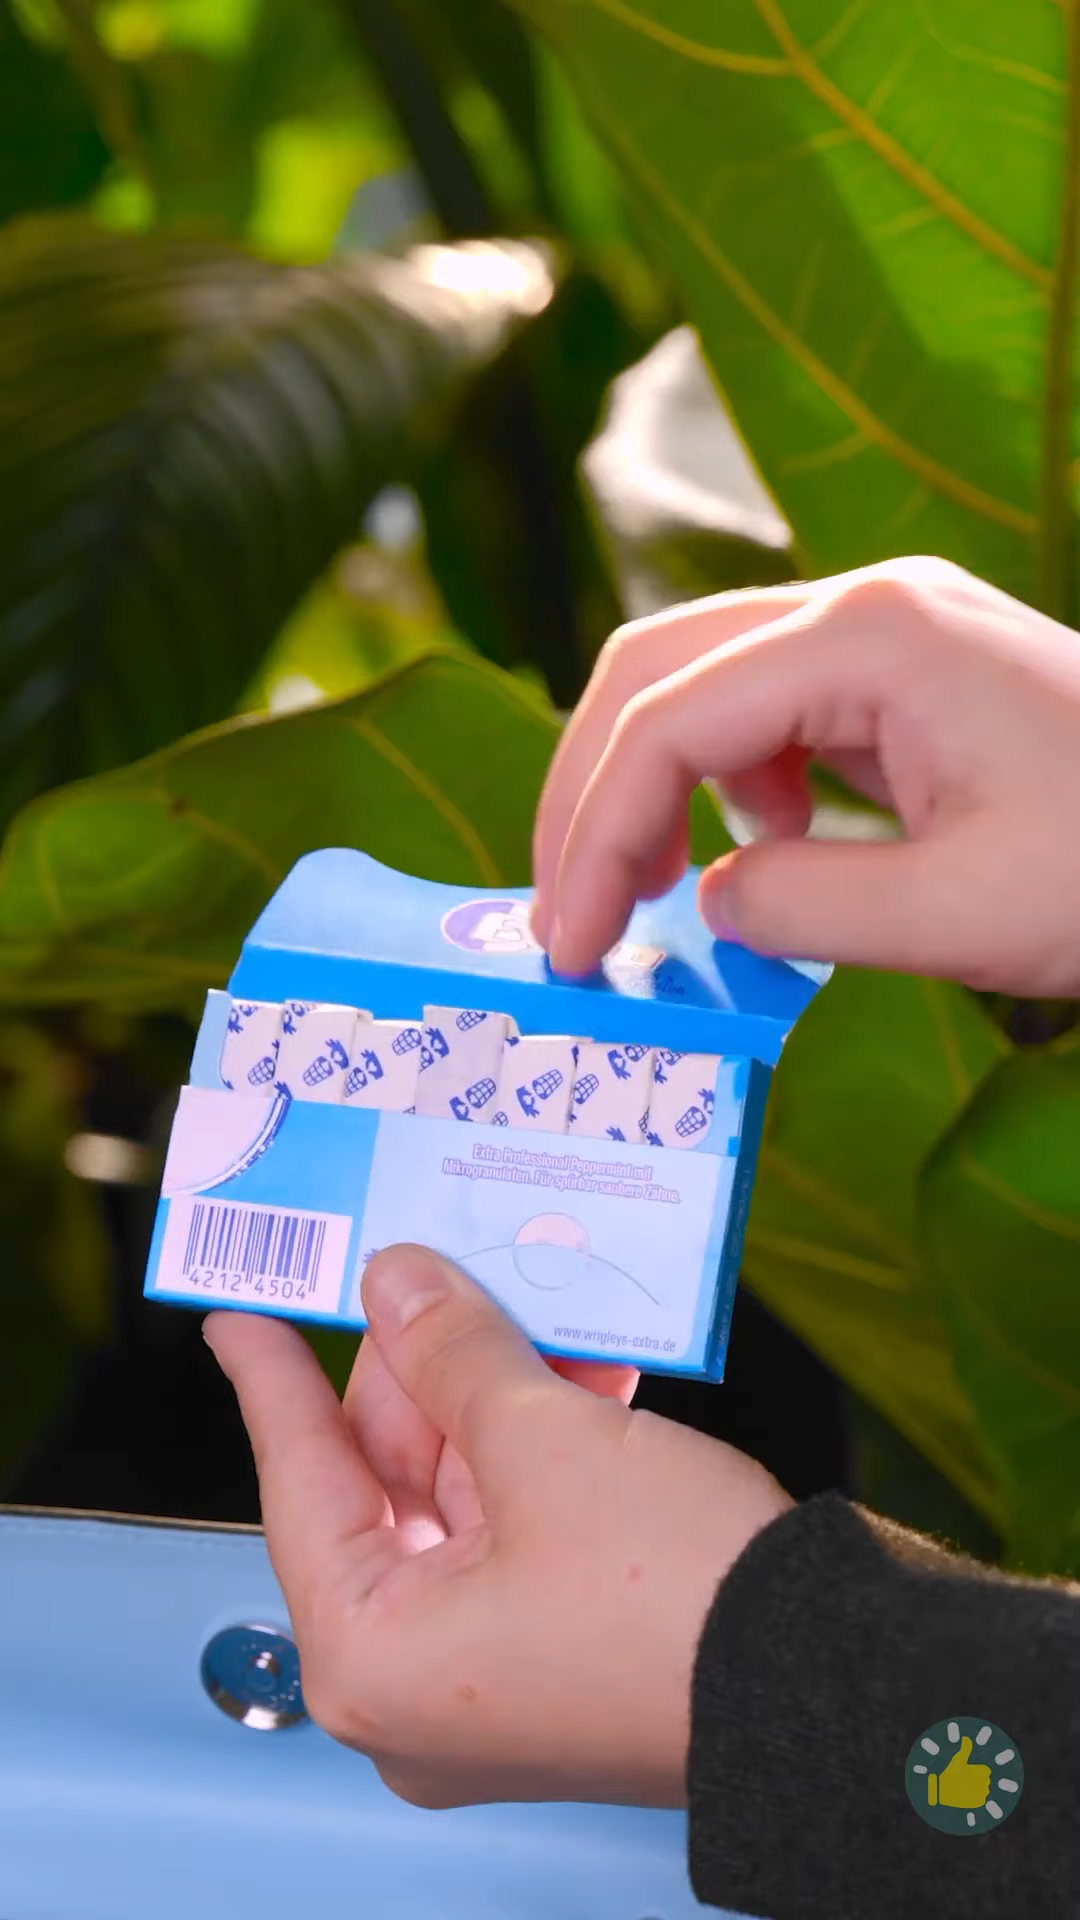 Extra Professional Peppermint mit
Mikrogranulaten. Für spürbar saubere Zähne.
4212 4504
www.wrigleys-extra.de